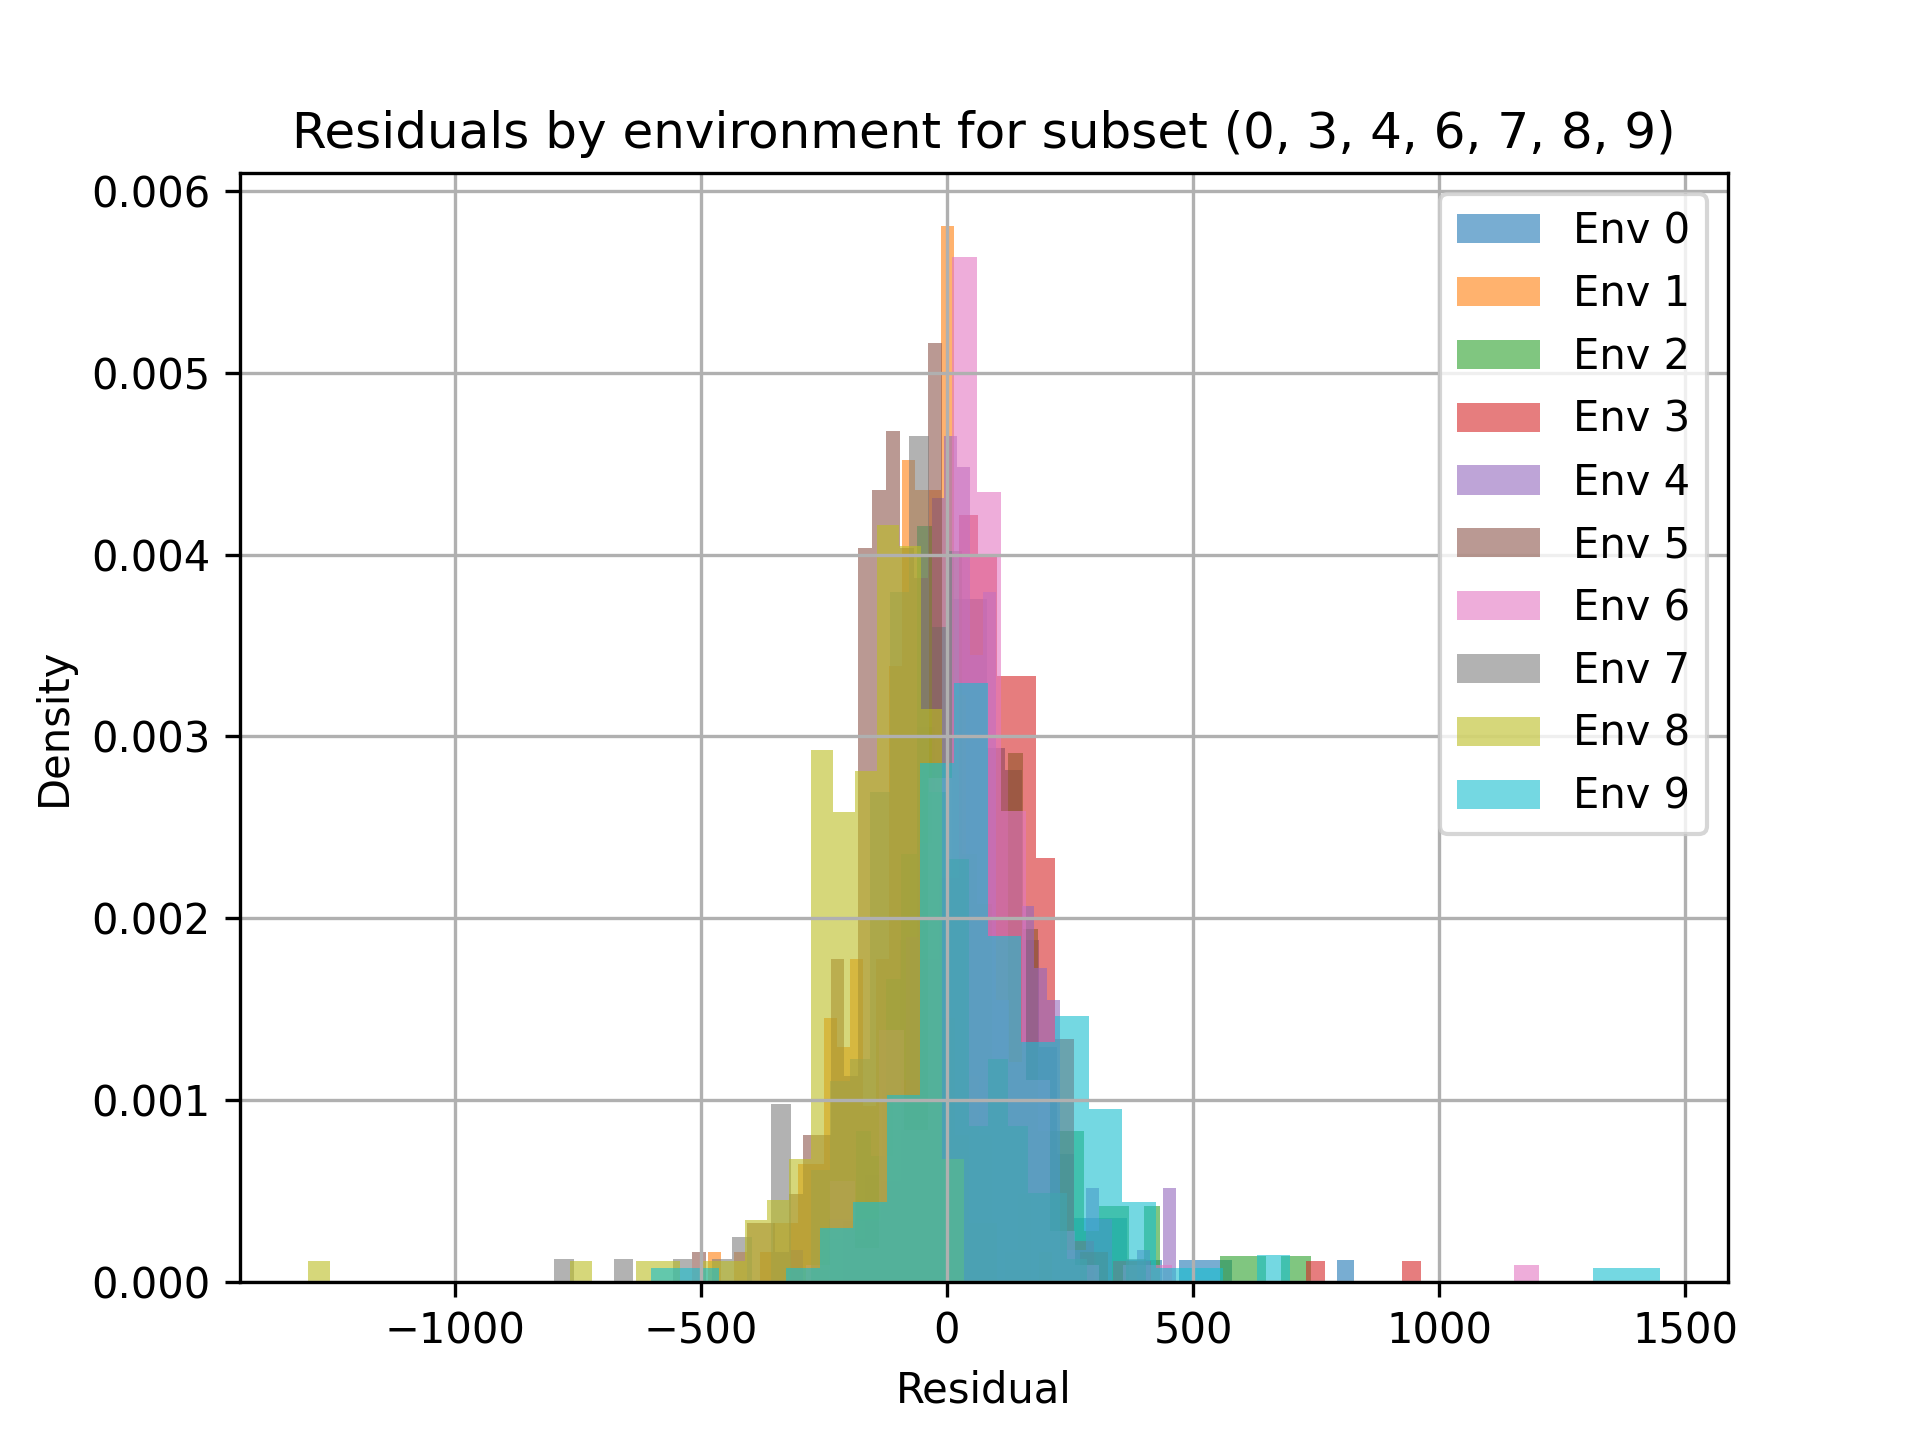 Residuals by environment for subset (0, 3, 4, 6, 7, 8, 9)
0.006
0.005
0.004
0.003
0.002
0.001
0.000
Density
Env 0
Env 1
Env 2
Env 3
Env 4
Env 5
Env 6
Env 7
Env 8
Env 9
−1000
−500
0
500
1000
1500
Residual